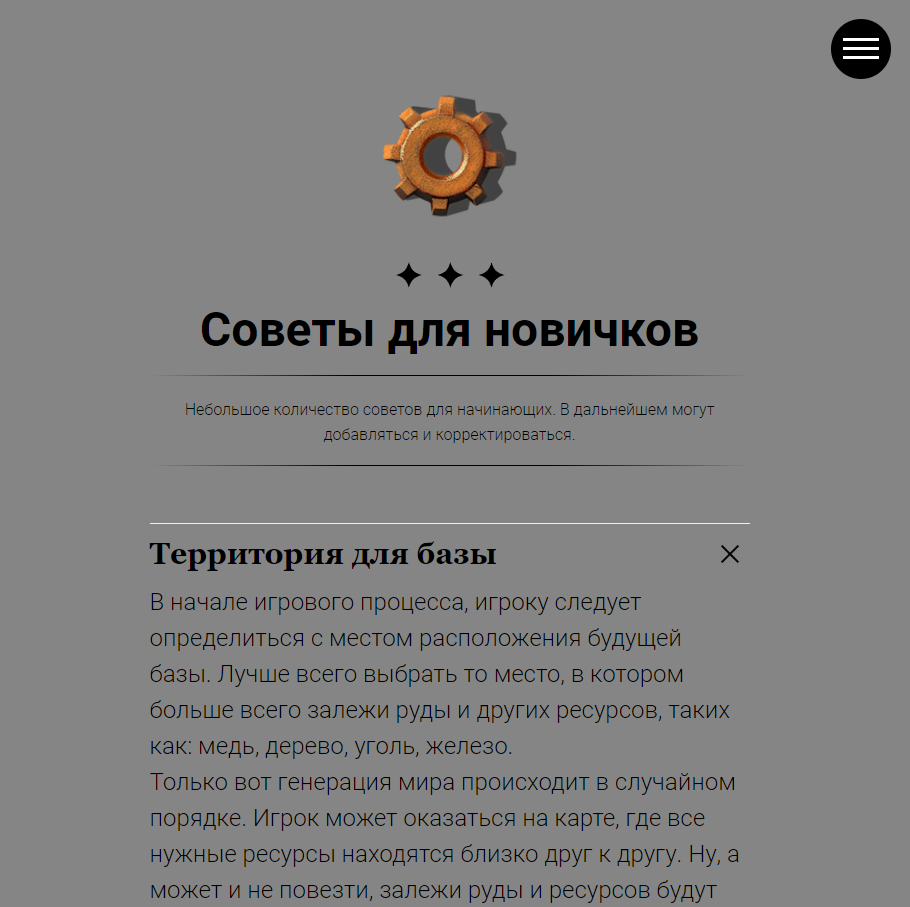 Советы для новичков
Небольшое количество советов для начинающих. В дальнейшем могут
добавляться и корректироваться.
Территория для базы
В начале игрового процесса, игроку следует
определиться с местом расположения будущей
базы. Лучше всего выбрать то место, в котором
больше всего залежи руды и других ресурсов, таких
как: медь, дерево, уголь, железо.
Только вот генерация мира происходит в случайном
порядке. Игрок может оказаться на карте, где все
нужные ресурсы находятся близко друг к другу. Ну, а
может и не повезти, залежи руды и ресурсов будут